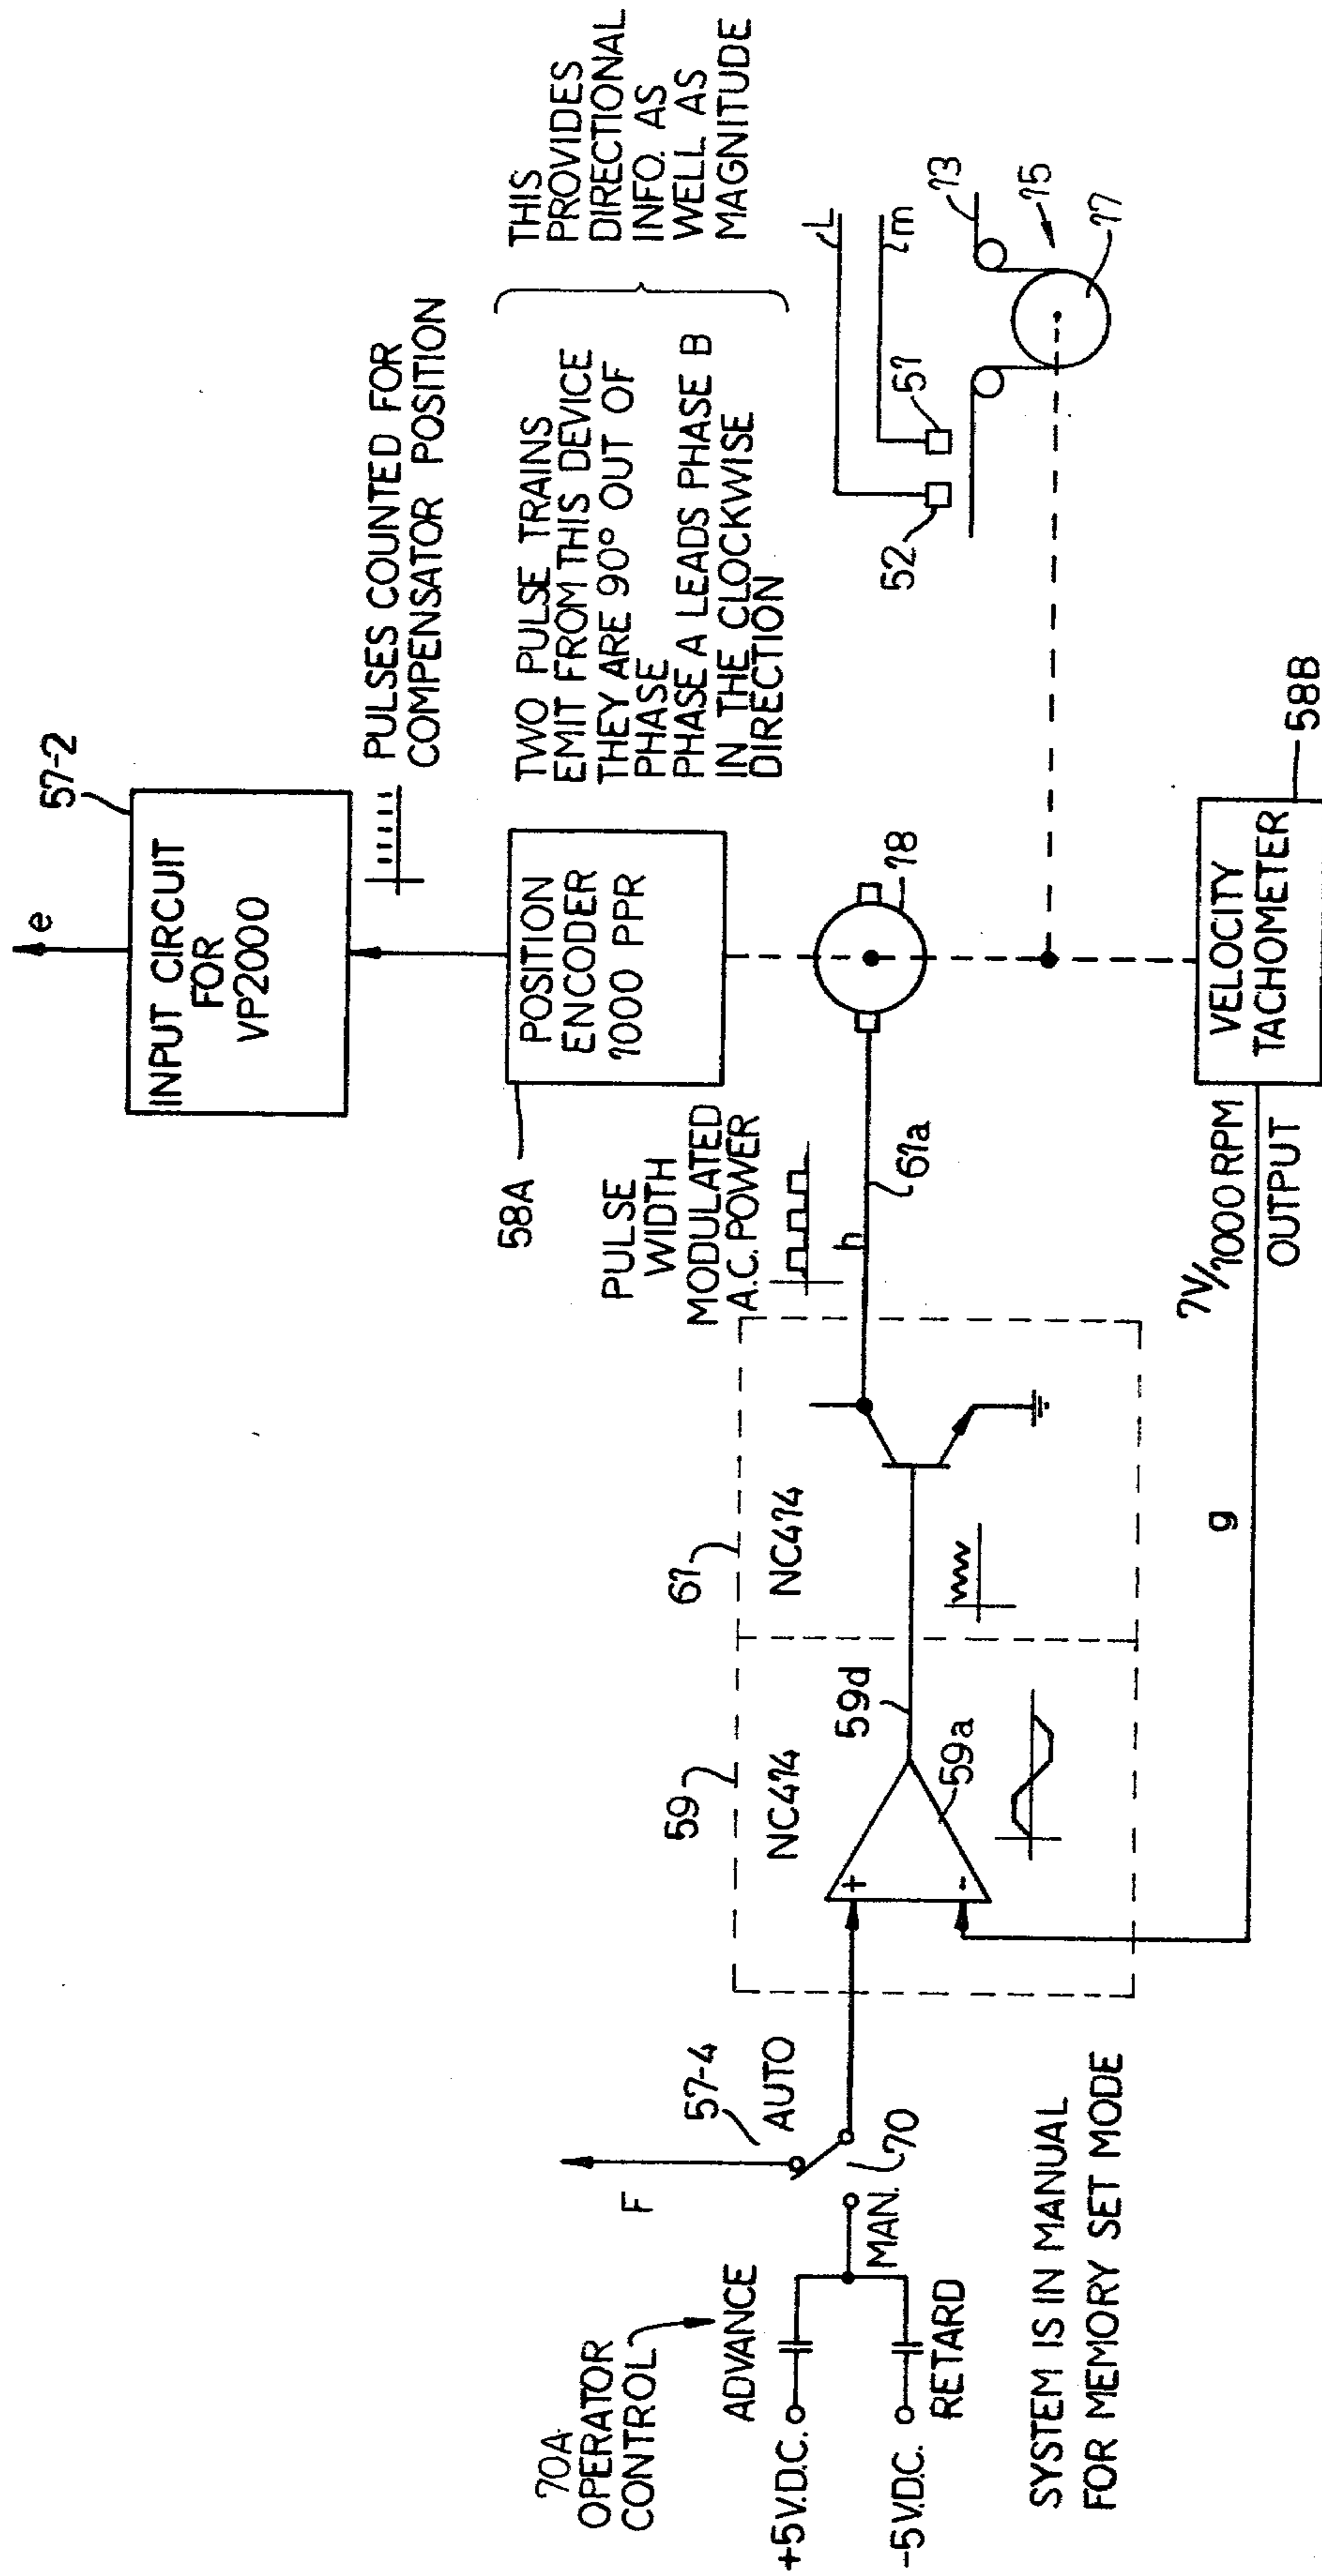 e
57-2
INPUT CIRCUIT
FOR
VP2000
PULSES COUNTED FOR
COMPENSATOR POSITION
58A
POSITION
ENCODER
1000 PPR
TWO PULSE TRAINS
EMIT FROM THIS DEVICE
THEY ARE 90° OUT OF
PHASE
PHASE A LEADS PHASE B
IN THE CLOCKWISE
DIRECTION
THIS
PROVIDES
DIRECTIONAL
INFO. AS
WELL AS
MAGNITUDE
70A
OPERATOR
CONTROL
ADVANCE
+5V.D.C.
-5V.D.C.
RETARD
MAN.
70
F
57-4
AUTO
59
NC414
+
-
59a
59d
61
NC414
PULSE
WIDTH
MODULATED
A.C. POWER
h
61a
18
52
51
L
m
13
15
17
SYSTEM IS IN MANUAL
FOR MEMORY SET MODE
g
7V/1000 RPM
OUTPUT
VELOCITY
TACHOMETER
58B